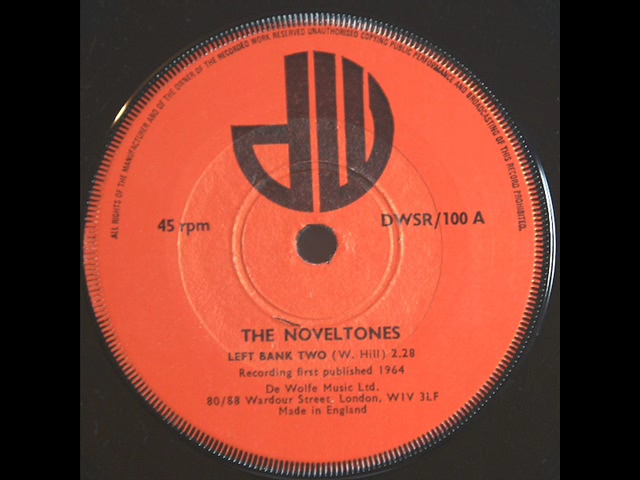 ALL RIGHTS OF THE MANUFACTURER AND OF THE OWNER OF THE RECORDED WORK RESERVED UNAUTHORISED COPYING PUBLIC PERFORMANCE AND BROADCASTING OF THIS RECORD PROHIBITED.
dW
45 rpm
DWSR/100 A
THE NOVELTONES
LEFT BANK TWO (W. Hill) 2.28
Recording first published 1964
De Wolfe Music Ltd.
80/88 Wardour Street, London, W1V 3LF
Made in England